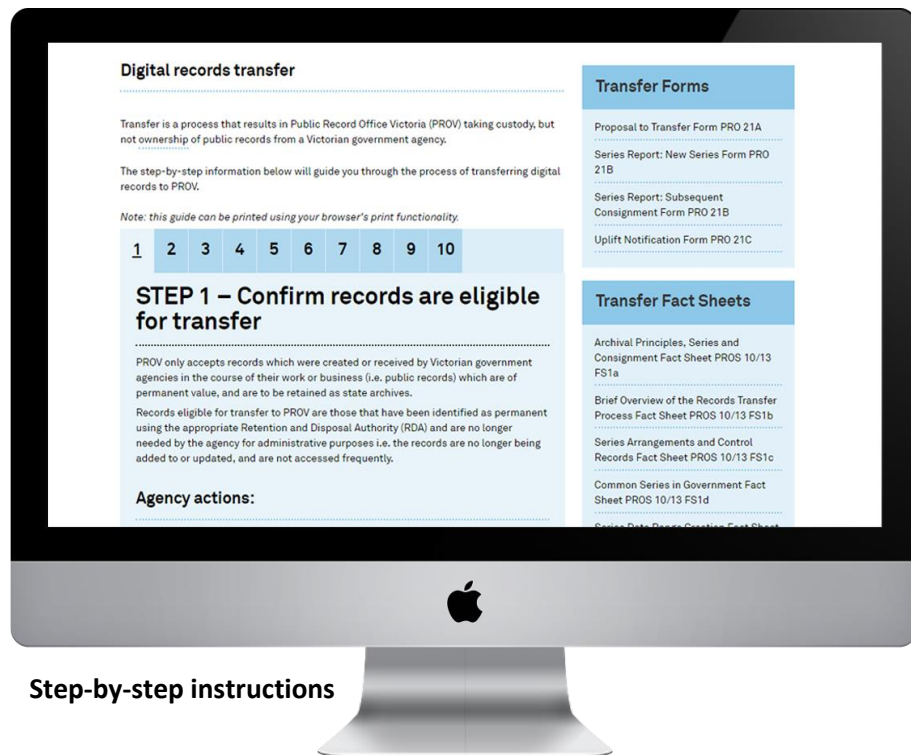 Digital records transfer
Transfer is a process that results in Public Record Office Victoria (PROV) taking custody, but
not ownership of public records from a Victorian government agency.
The step-by-step information below will guide you through the process of transferring digital
records to PROV.
Note: this guide can be printed using your browser's print functionality.
1 2 3 4 5 6 7 8 9 10
STEP 1 – Confirm records are eligible
for transfer
PROV only accepts records which were created or received by Victorian government
agencies in the course of their work or business (i.e. public records) which are of
permanent value, and are to be retained as state archives.
Records eligible for transfer to PROV are those that have been identified as permanent
using the appropriate Retention and Disposal Authority (RDA) and are no longer
needed by the agency for administrative purposes i.e. the records are no longer being
added to or updated, and are not accessed frequently.
Agency actions:
Transfer Forms
Proposal to Transfer Form PRO 21A
Series Report: New Series Form PRO
21B
Series Report: Subsequent
Consignment Form PRO 21B
Uplift Notification Form PRO 21C
Transfer Fact Sheets
Archival Principles, Series and
Consignment Fact Sheet PROS 10/13
FS1a
Brief Overview of the Records Transfer
Process Fact Sheet PROS 10/13 FS1b
Series Arrangements and Control
Records Fact Sheet PROS 10/13 FS1c
Common Series in Government Fact
Sheet PROS 10/13 FS1d
Series Date Range Creation Fact Sheet
Step-by-step instructions